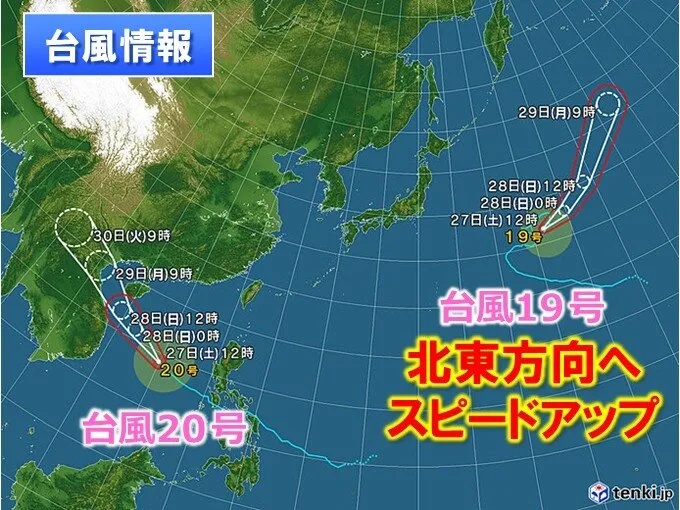 台風情報
29日(月)9時
28日(日)12時
28日(日)0時
27日(土)12時
19号
30日(火)9時
29日(月)9時
28日(日)12時
28日(日)0時
27日(土)12時
20号
台風19号
北東方向へ
スピードアップ
台風20号
tenki.jp